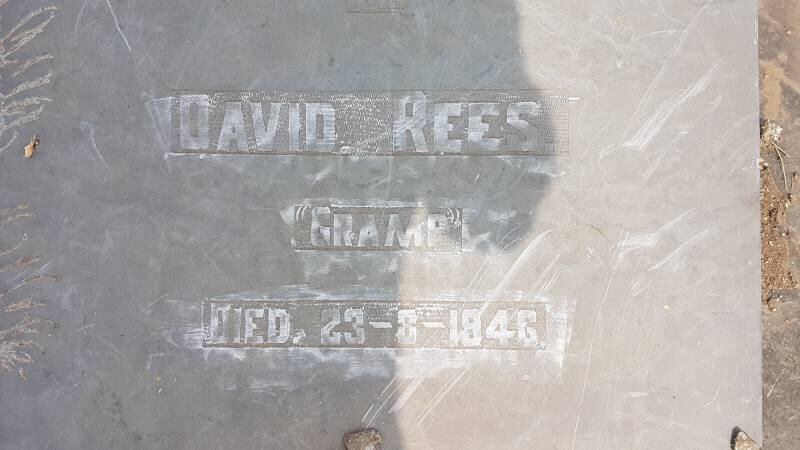 DAVID REES
"GRAMP"
DIED. 23-8-1946